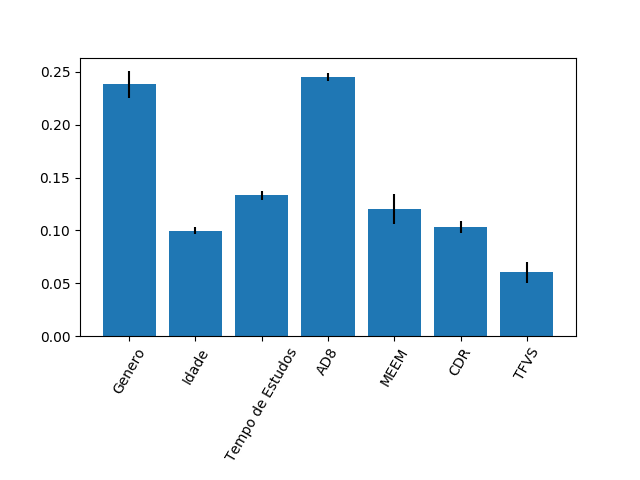 0.25
0.20
0.15
0.10
0.05
0.00
Genero
Idade
Tempo de Estudos
AD8
MEEM
CDR
TFVS